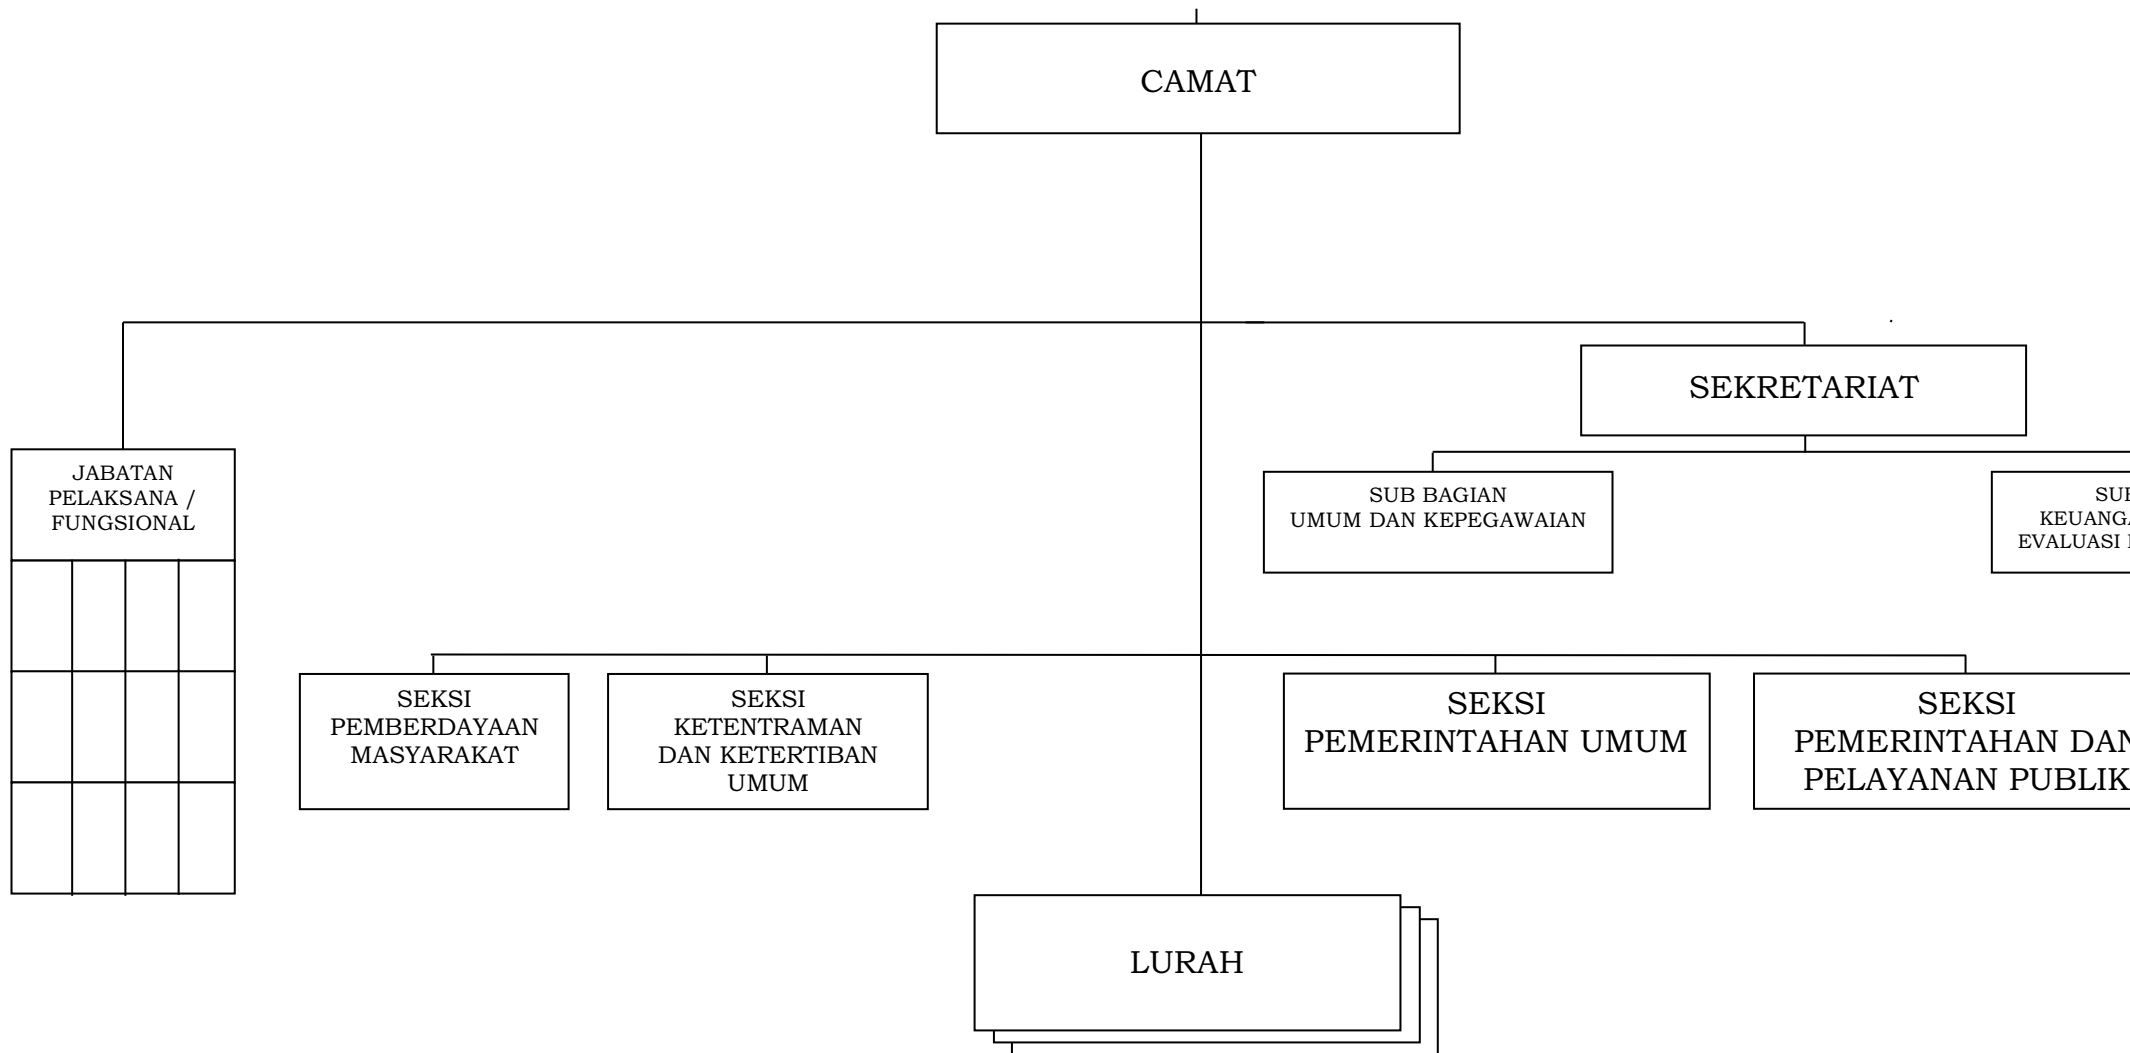 CAMAT
SEKRETARIAT
JABATAN
PELAKSANA /
FUNGSIONAL
SUB BAGIAN
UMUM DAN KEPEGAWAIAN
EVALUASI
SEKSI
PEMBERDAYAAN
MASYARAKAT
SEKSI
KETENTRAMAN
DAN KETERTIBAN
UMUM
SEKSI
PEMERINTAHAN UMUM
SEKSI
PEMERINTAHAN DAN
PELAYANAN PUBLIK
LURAH